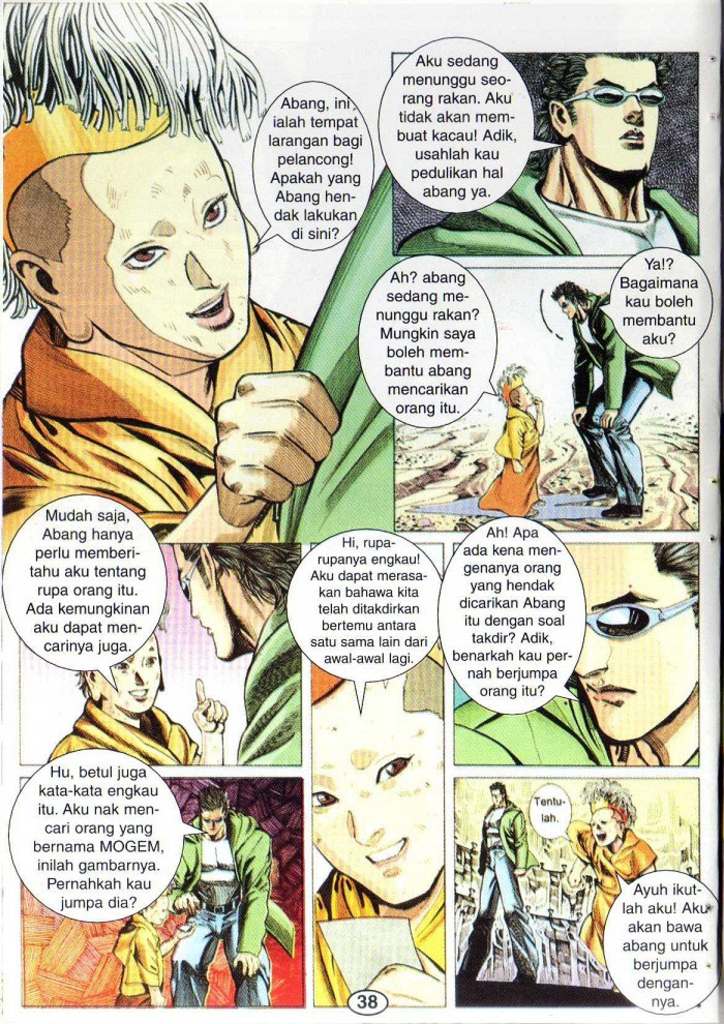 Abang, ini
ialah tempat
larangan bagi
pelancong!
Apakah yang
Abang hen-
dak lakukan
di sini?
Aku sedang
menunggu seo-
rang rakan. Aku
tidak akan mem-
buat kacau! Adik,
usahlah kau
pedulikan hal
abang ya.
Ah? abang
sedang me-
nunggu rakan?
Mungkin saya
boleh mem-
bantu abang
mencarikan
orang itu.
Ya!?
Bagaimana
kau boleh
membantu
aku?
Mudah saja,
Abang hanya
perlu memberi-
tahu aku tentang
rupa orang itu.
Ada kemungkinan
aku dapat men-
carinya juga.
Hi, rupa-
rupanya engkau!
Aku dapat merasa-
kan bahawa kita
telah ditakdirkan
bertemu antara
satu sama lain dari
awal-awal lagi.
Ah! Apa
ada kena men-
genanya orang
yang hendak
dicarikan Abang
itu dengan soal
takdir? Adik,
benarkah kau per-
nah berjumpa
orang itu?
Hu, betul juga
kata-kata engkau
itu. Aku nak men-
cari orang yang
bernama MOGEM,
inilah gambarnya.
Pernahkah kau
jumpa dia?
Tentu-
lah.
Ayuh ikut-
lah aku! Aku
akan bawa
abang untuk
berjumpa
dengan-
nya.
38